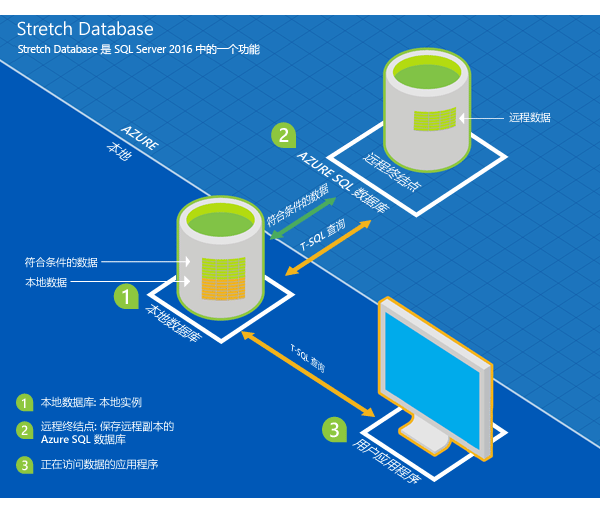 Stretch Database
Stretch Database 是 SQL Server 2016 中的一个功能
AZURE
本地
2
远程数据
远程终结点
AZURE SQL 数据库
符合条件的数据
T-SQL 查询
符合条件的数据
本地数据
1
本地数据库
T-SQL 查询
3
用户应用程序
1 本地数据库: 本地实例
2 远程终结点: 保存远程副本的
Azure SQL 数据库
3 正在访问数据的应用程序